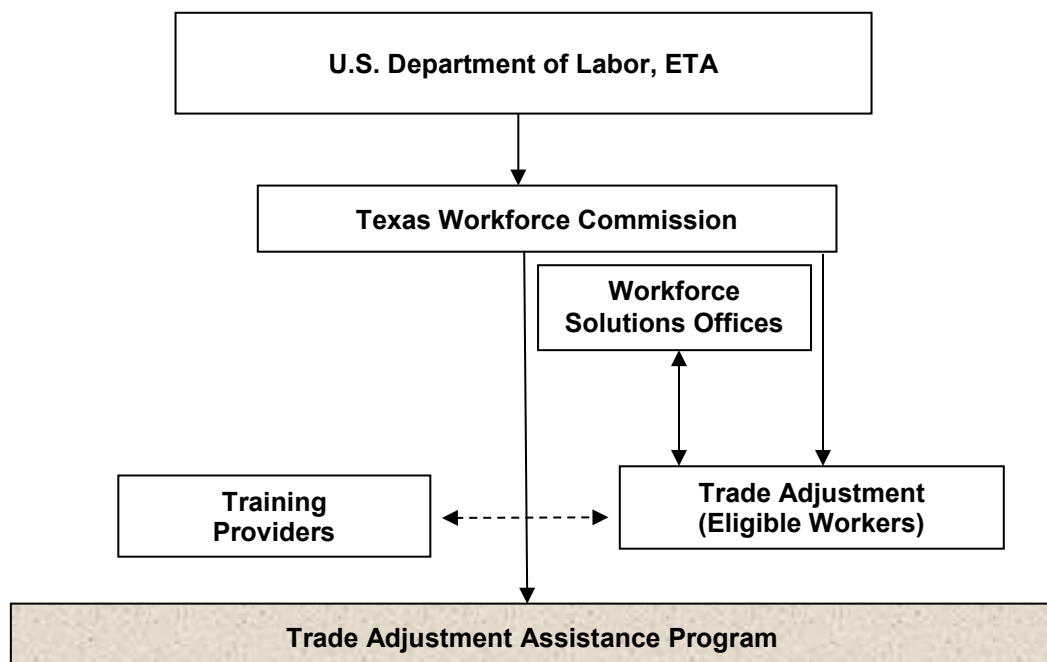 U.S. Department of Labor, ETA
Texas Workforce Commission
Workforce
Solutions Offices
Training
Providers
Trade Adjustment
(Eligible Workers)
Trade Adjustment Assistance Program